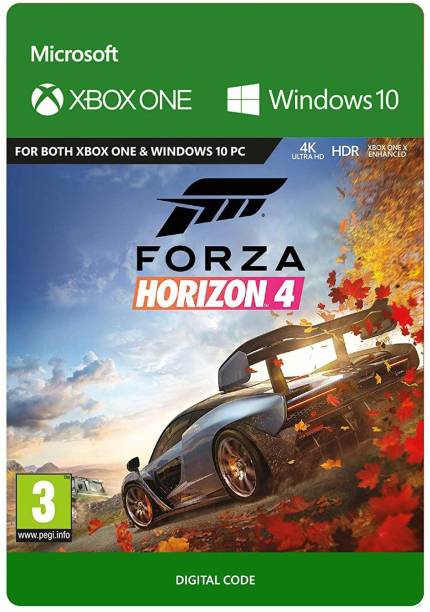 Microsoft
XBOX ONE Windows 10
FOR BOTH XBOX ONE & WINDOWS 10 PC
4K ULTRA HD HDR XBOX ONE X ENHANCED
FORZA
HORIZON 4
3
www.pegi.info
DIGITAL CODE